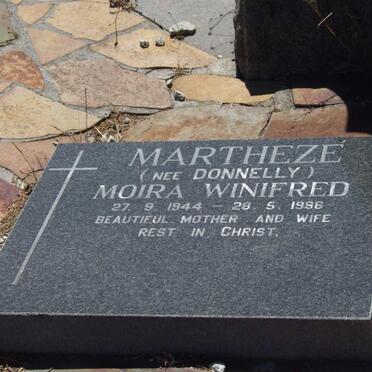 MARTHEZE
(NEE DONNELLY)
MOIRA WINIFRED
27. 9. 1944 - 28. 5. 1986
BEAUTIFUL MOTHER AND WIFE
REST IN CHRIST.